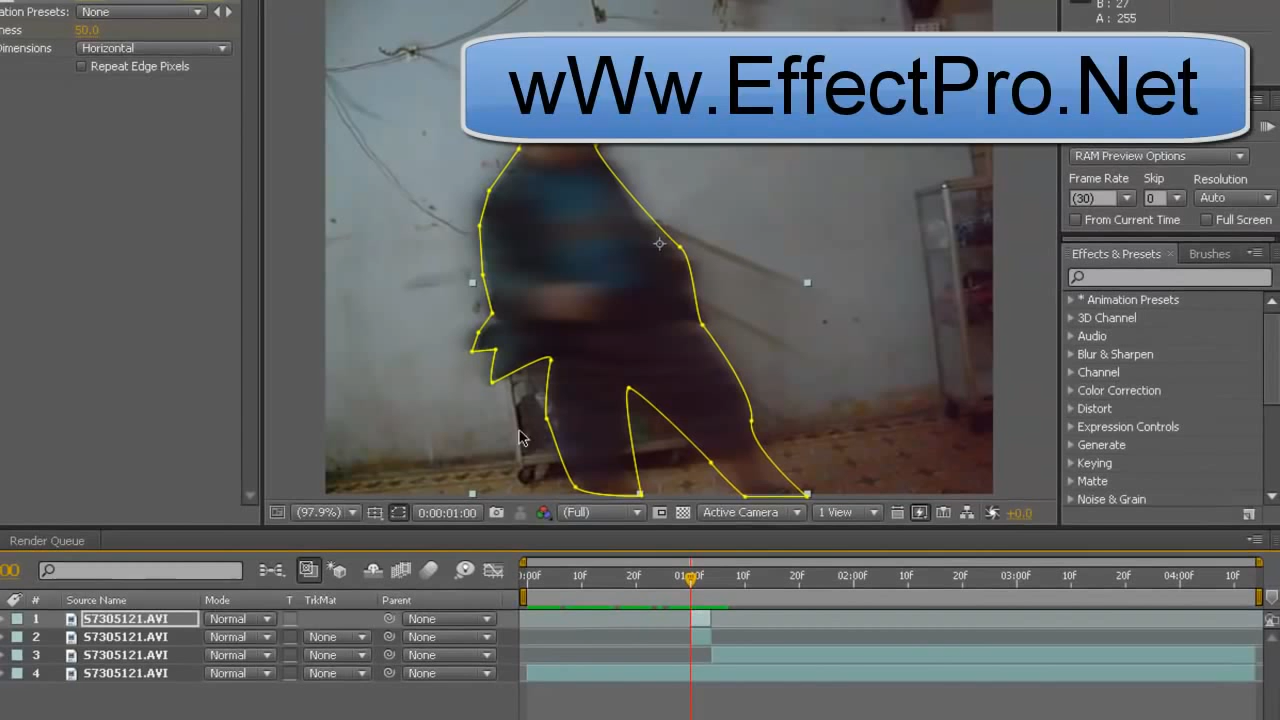 ation Presets: None
ness 50.0
Dimensions Horizontal
Repeat Edge Pixels
wWw.EffectPro.Net
B: 27
A: 255
RAM Preview Options
Frame Rate Skip Resolution
(30) 0 Auto
From Current Time Full Screen
Effects & Presets × Brushes
* Animation Presets
3D Channel
Audio
Blur & Sharpen
Channel
Color Correction
Distort
Expression Controls
Generate
Keying
Matte
Noise & Grain
(97.9%) 0:00:01:00 (Full) Active Camera 1 View +0.0
Render Queue
00 :00F 10F 20F 01:00F 10F 20F 02:00F 10F 20F 03:00F 10F 20F 04:00F 10F
# Source Name Mode T TrkMat Parent
1 S7305121.AVI Normal None
2 S7305121.AVI Normal None None
3 S7305121.AVI Normal None None
4 S7305121.AVI Normal None None